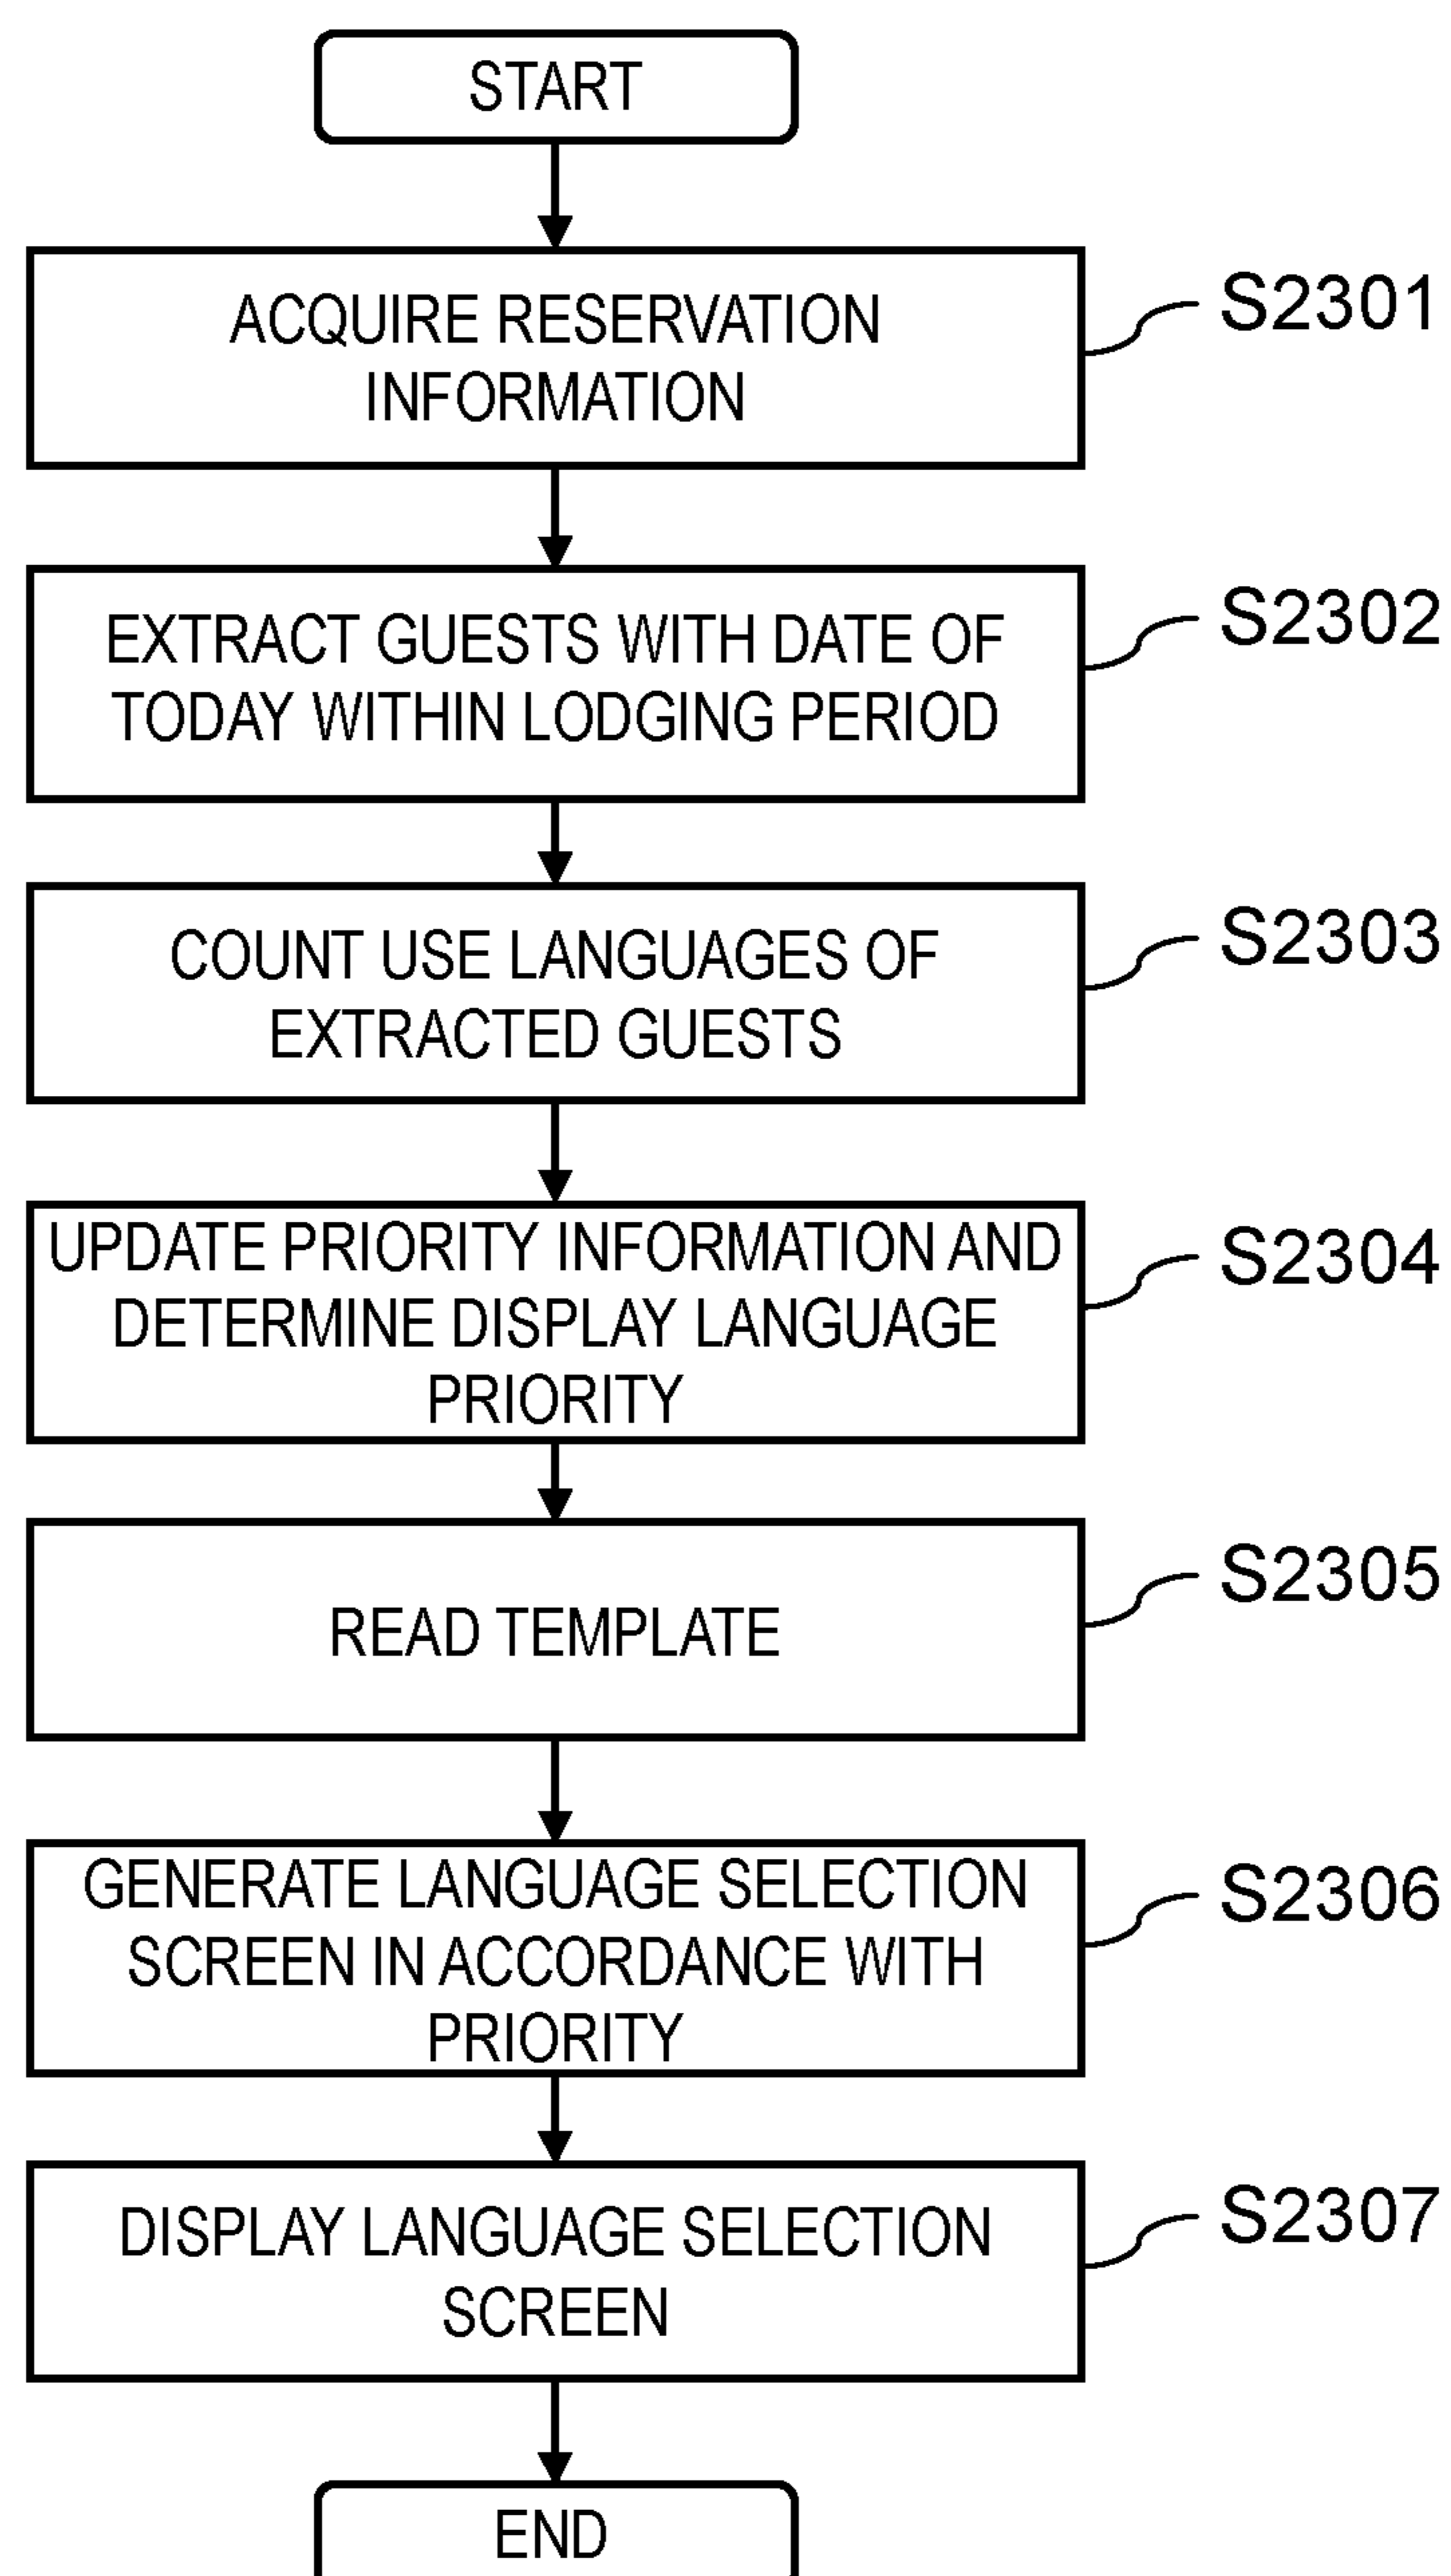 START
ACQUIRE RESERVATION
INFORMATION
S2301
EXTRACT GUESTS WITH DATE OF
TODAY WITHIN LODGING PERIOD
S2302
COUNT USE LANGUAGES OF
EXTRACTED GUESTS
S2303
UPDATE PRIORITY INFORMATION AND
DETERMINE DISPLAY LANGUAGE
PRIORITY
S2304
READ TEMPLATE
S2305
GENERATE LANGUAGE SELECTION
SCREEN IN ACCORDANCE WITH
PRIORITY
S2306
DISPLAY LANGUAGE SELECTION
SCREEN
S2307
END